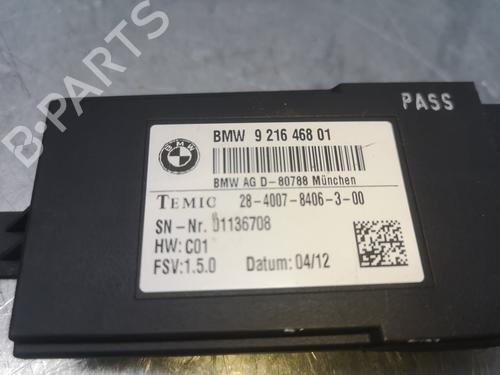 PASS
BMW 9 216 468 01
BMW
BMW AG D-80788 München
TEMIC 28-4007-8406-3-00
SN-Nr. 01136708
HW: C01
FSV:1.5.0 Datum: 04/12
B-PARTS